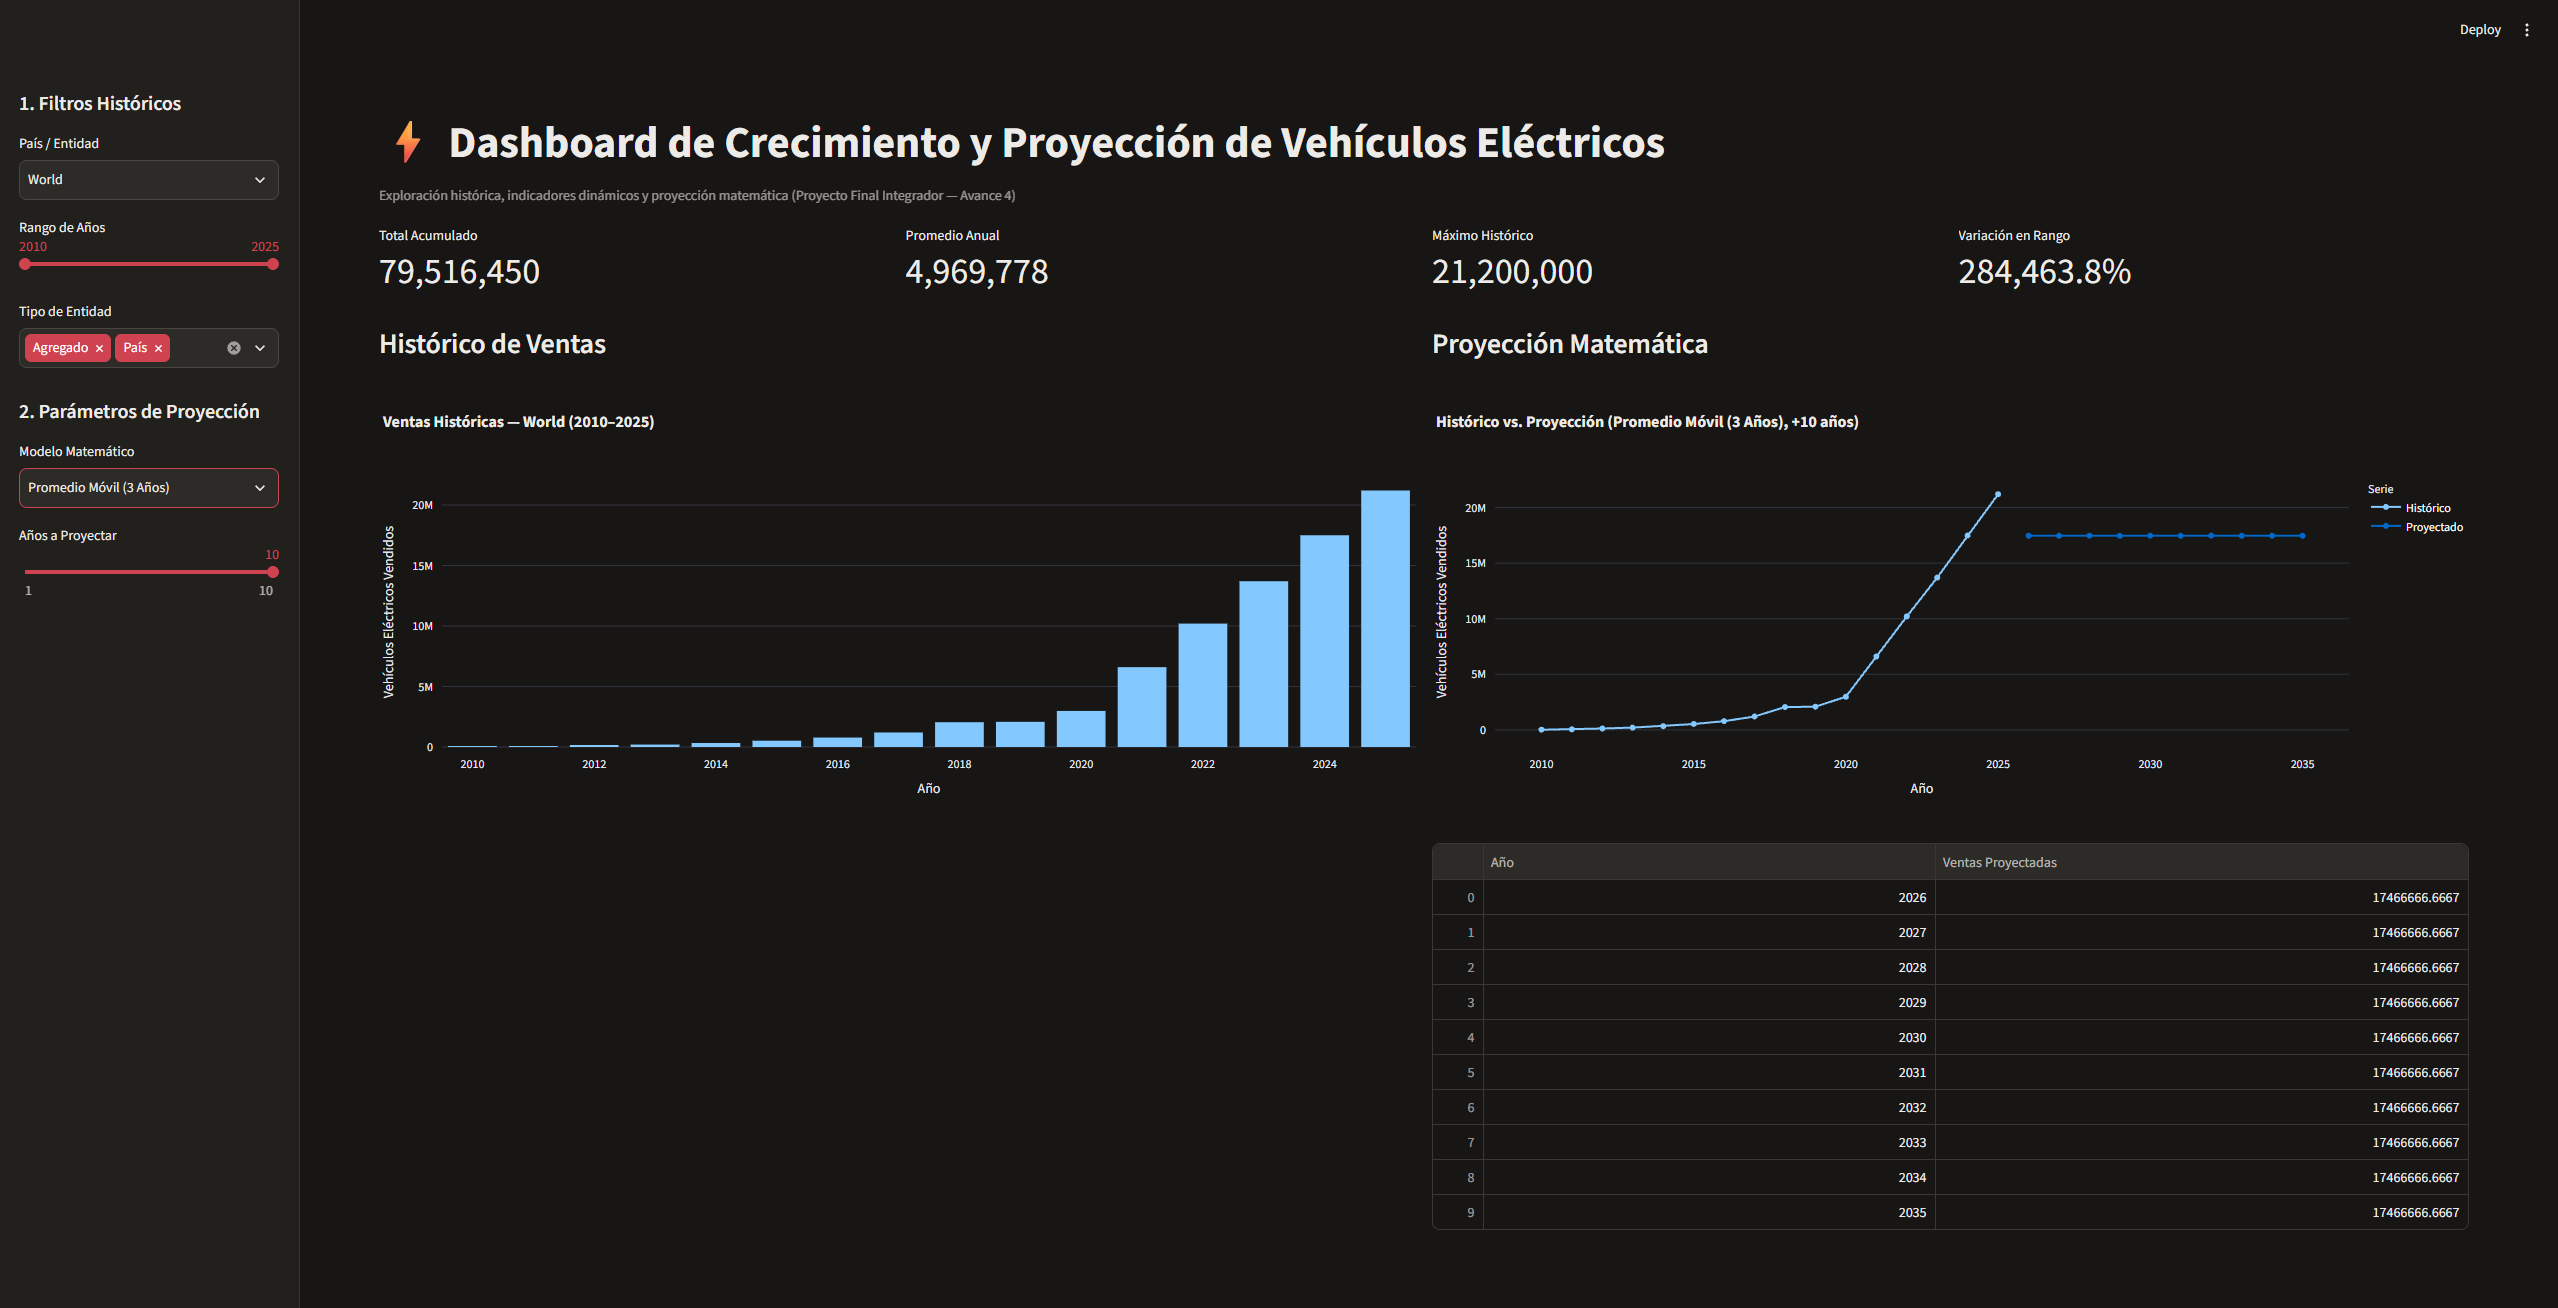 Deploy
1. Filtros Históricos
País / Entidad
World
Rango de Años
2010 2025
Tipo de Entidad
Agregado × País ×
2. Parámetros de Proyección
Modelo Matemático
Promedio Móvil (3 Años)
Años a Proyectar
10
1 10
Dashboard de Crecimiento y Proyección de Vehículos Eléctricos
Exploración histórica, indicadores dinámicos y proyección matemática (Proyecto Final Integrador — Avance 4)
Total Acumulado
79,516,450
Promedio Anual
4,969,778
Máximo Histórico
21,200,000
Variación en Rango
284,463.8%
Histórico de Ventas
Ventas Históricas — World (2010–2025)
Vehículos Eléctricos Vendidos
20M
15M
10M
5M
0
2010 2012 2014 2016 2018 2020 2022 2024
Año
Proyección Matemática
Histórico vs. Proyección (Promedio Móvil (3 Años), +10 años)
Vehículos Eléctricos Vendidos
20M
15M
10M
5M
0
2010 2015 2020 2025 2030 2035
Año
Serie
Histórico
Proyectado
Año Ventas Proyectadas
0 2026 17466666.6667
1 2027 17466666.6667
2 2028 17466666.6667
3 2029 17466666.6667
4 2030 17466666.6667
5 2031 17466666.6667
6 2032 17466666.6667
7 2033 17466666.6667
8 2034 17466666.6667
9 2035 17466666.6667